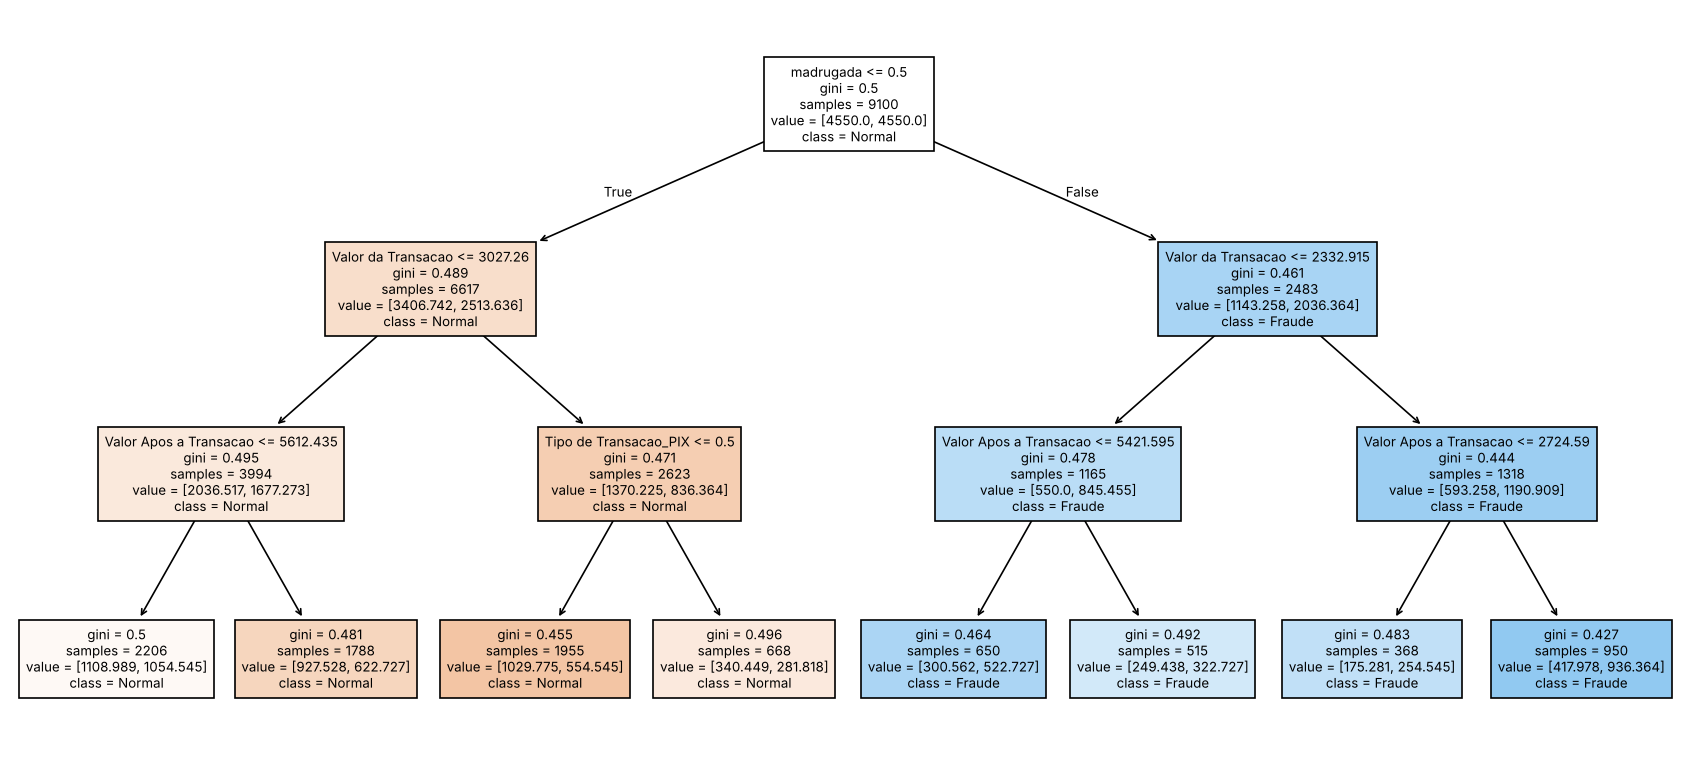 madrugada <= 0.5
gini = 0.5
samples = 9100
value = [4550.0, 4550.0]
class = Normal
True
False
Valor da Transacao <= 3027.26
gini = 0.489
samples = 6617
value = [3406.742, 2513.636]
class = Normal
Valor da Transacao <= 2332.915
gini = 0.461
samples = 2483
value = [1143.258, 2036.364]
class = Fraude
Valor Apos a Transacao <= 5612.435
gini = 0.495
samples = 3994
value = [2036.517, 1677.273]
class = Normal
Tipo de Transacao_PIX <= 0.5
gini = 0.471
samples = 2623
value = [1370.225, 836.364]
class = Normal
Valor Apos a Transacao <= 5421.595
gini = 0.478
samples = 1165
value = [550.0, 845.455]
class = Fraude
Valor Apos a Transacao <= 2724.59
gini = 0.444
samples = 1318
value = [593.258, 1190.909]
class = Fraude
gini = 0.5
samples = 2206
value = [1108.989, 1054.545]
class = Normal
gini = 0.481
samples = 1788
value = [927.528, 622.727]
class = Normal
gini = 0.455
samples = 1955
value = [1029.775, 554.545]
class = Normal
gini = 0.496
samples = 668
value = [340.449, 281.818]
class = Normal
gini = 0.464
samples = 650
value = [300.562, 522.727]
class = Fraude
gini = 0.492
samples = 515
value = [249.438, 322.727]
class = Fraude
gini = 0.483
samples = 368
value = [175.281, 254.545]
class = Fraude
gini = 0.427
samples = 950
value = [417.978, 936.364]
class = Fraude